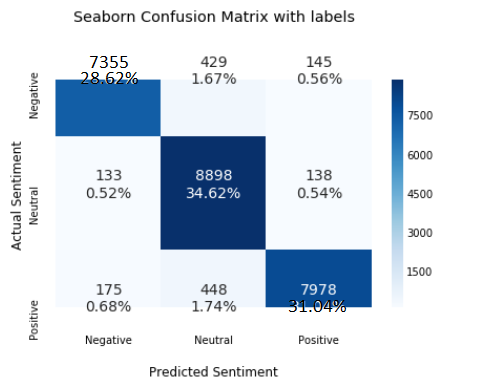 Seaborn Confusion Matrix with labels
7355 429 145
28.62% 1.67% 0.56%
Negative
7500
6000
133 8898 138
0.52% 34.62% 0.54%
Actual Sentiment
Neutral
4500
3000
1500
175 448 7978
0.68% 1.74% 31.04%
Positive
Negative Neutral Positive
Predicted Sentiment